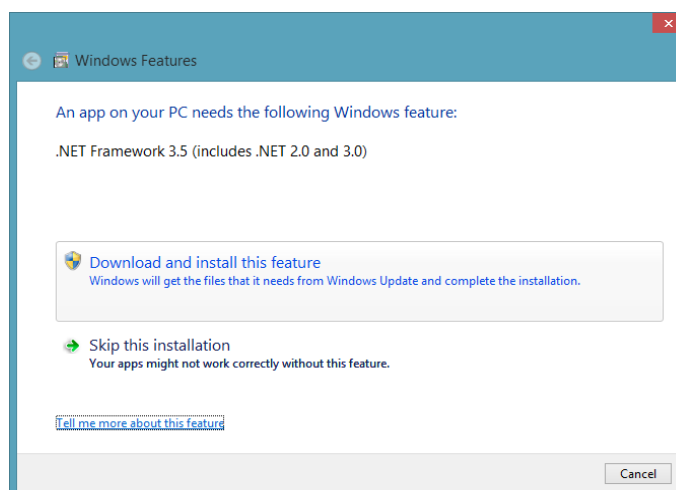 Windows Features
An app on your PC needs the following Windows feature:
.NET Framework 3.5 (includes .NET 2.0 and 3.0)
Download and install this feature
Windows will get the files that it needs from Windows Update and complete the installation.
Skip this installation
Your apps might not work correctly without this feature.
Tell me more about this feature
Cancel